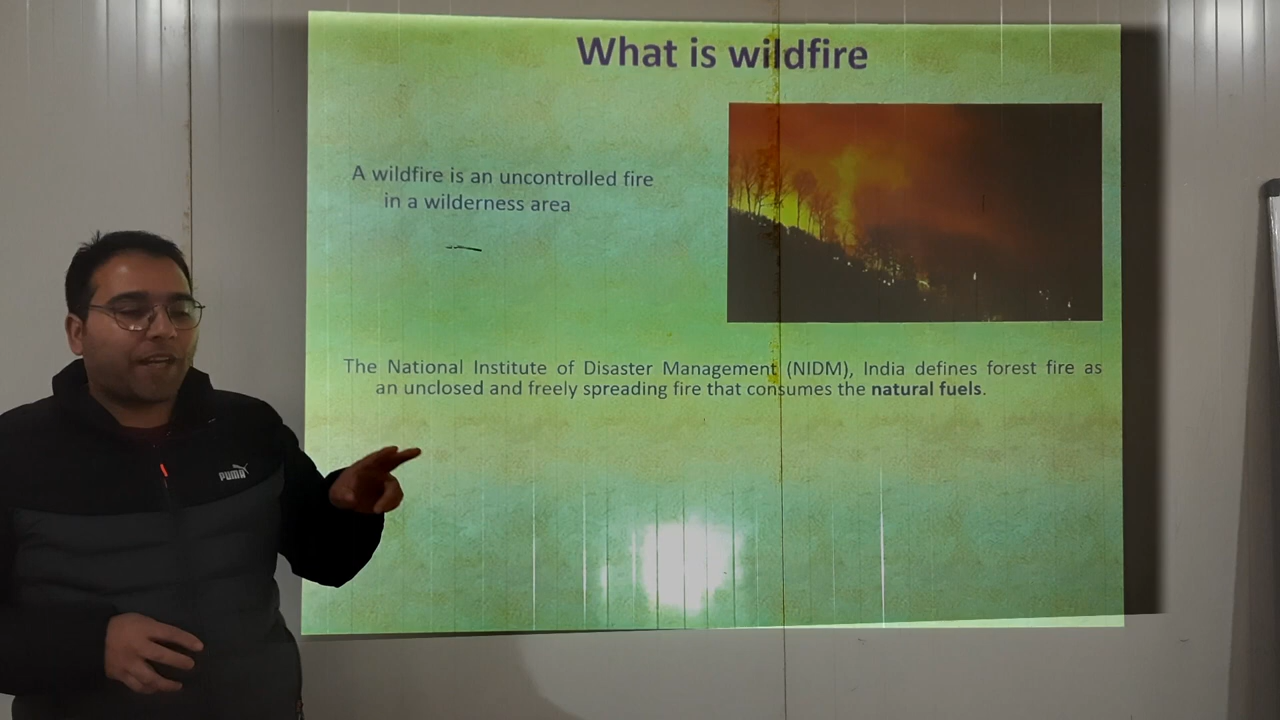 What is wildfire
A wildfire is an uncontrolled fire
in a wilderness area
The National Institute of Disaster Management (NIDM), India defines forest fire as
an unclosed and freely spreading fire that consumes the natural fuels.
PUMA